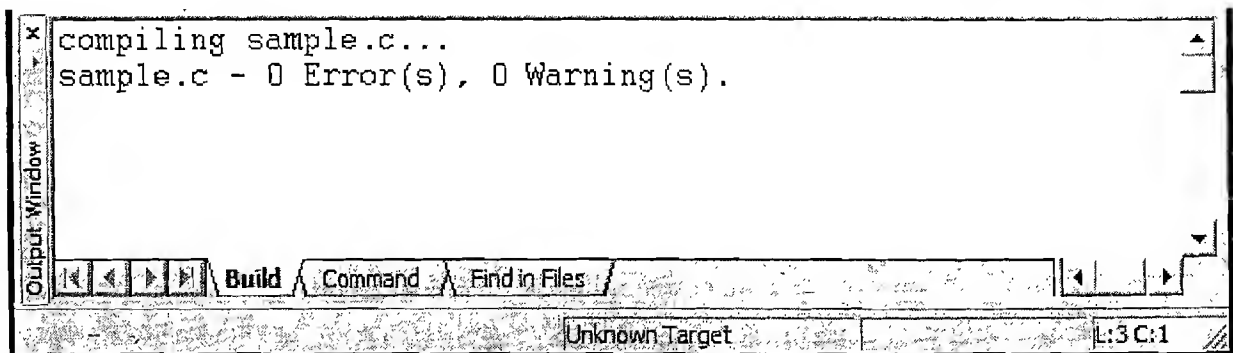 compiling sample.c...
sample.c - 0 Error(s), 0 Warning(s).
Output Window
Build Command Find in Files
Unknown Target L:3 C:1